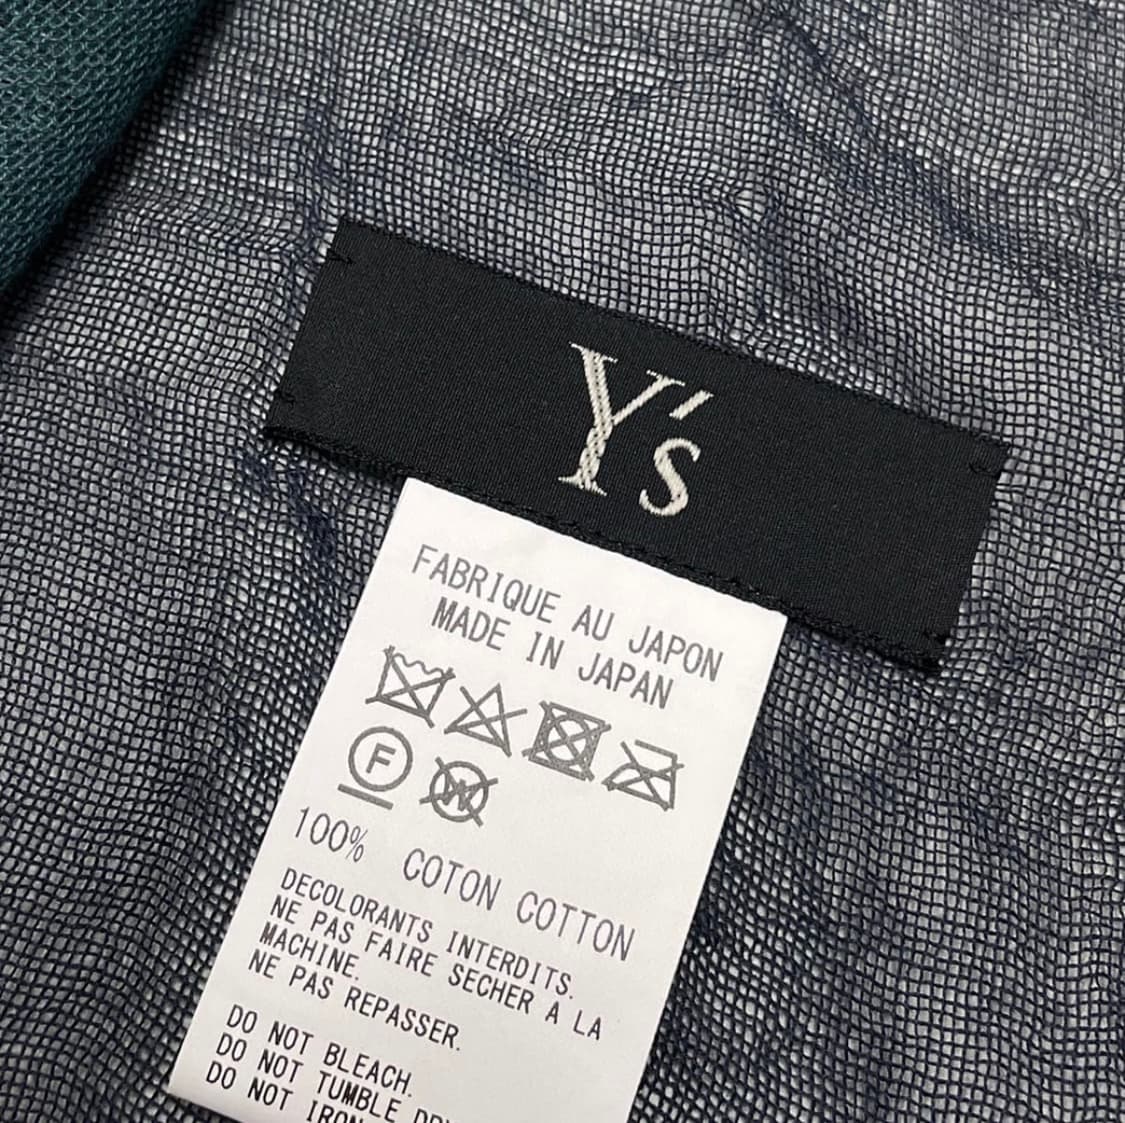 Y's
FABRIQUE AU JAPON
MADE IN JAPAN
F W
100% COTON COTTON
DECOLORANTS INTERDITS.
NE PAS FAIRE SECHER A LA
MACHINE.
NE PAS REPASSER.
DO NOT BLEACH.
DO NOT TUMBLE
DO NOT IRON